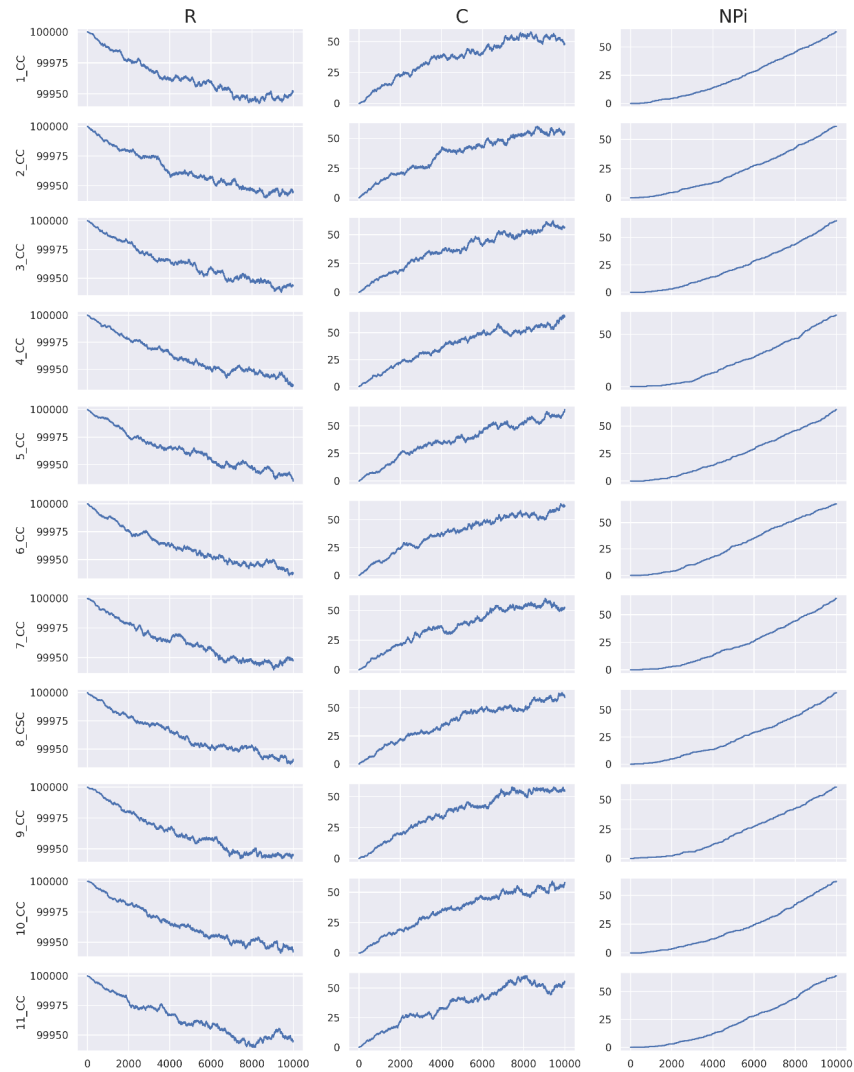 R C NPi
1_CC 100000 99975 99950 50 25 0 50 25 0
2_CC 100000 99975 99950 50 25 0 50 25 0
3_CC 100000 99975 99950 50 25 0 50 25 0
4_CC 100000 99975 99950 50 25 0 50 25 0
5_CC 100000 99975 99950 50 25 0 50 25 0
6_CC 100000 99975 99950 50 25 0 50 25 0
7_CC 100000 99975 99950 50 25 0 50 25 0
8_CSC 100000 99975 99950 50 25 0 50 25 0
9_CC 100000 99975 99950 50 25 0 50 25 0
10_CC 100000 99975 99950 50 25 0 50 25 0
11_CC 100000 99975 99950 50 25 0 50 25 0
0 2000 4000 6000 8000 10000 0 2000 4000 6000 8000 10000 0 2000 4000 6000 8000 10000